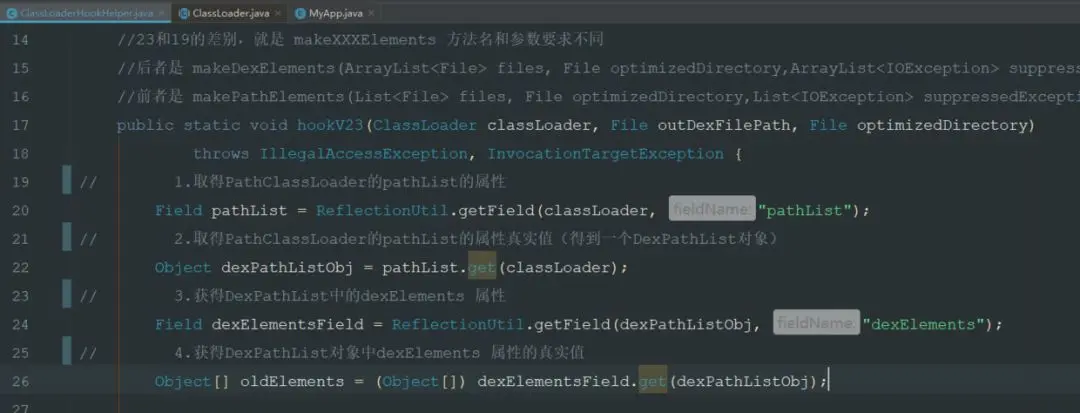 ClassLoaderHookHelper.java × ClassLoader.java × MyApp.java ×
14 //23和19的差别，就是 makeXXXElements 方法名和参数要求不同
15 //后者是 makeDexElements(ArrayList<File> files, File optimizedDirectory,ArrayList<IOException> suppress
16 //前者是 makePathElements(List<File> files, File optimizedDirectory,List<IOException> suppressedExcepti
17 public static void hookV23(ClassLoader classLoader, File outDexFilePath, File optimizedDirectory)
18 throws IllegalAccessException, InvocationTargetException {
19 // 1.取得PathClassLoader的pathList的属性
20 Field pathList = ReflectionUtil.getField(classLoader, fieldName: "pathList");
21 // 2.取得PathClassLoader的pathList的属性真实值（得到一个DexPathList对象）
22 Object dexPathListObj = pathList.get(classLoader);
23 // 3.获得DexPathList中的dexElements 属性
24 Field dexElementsField = ReflectionUtil.getField(dexPathListObj, fieldName: "dexElements");
25 // 4.获得DexPathList对象中dexElements 属性的真实值
26 Object[] oldElements = (Object[]) dexElementsField.get(dexPathListObj);
27